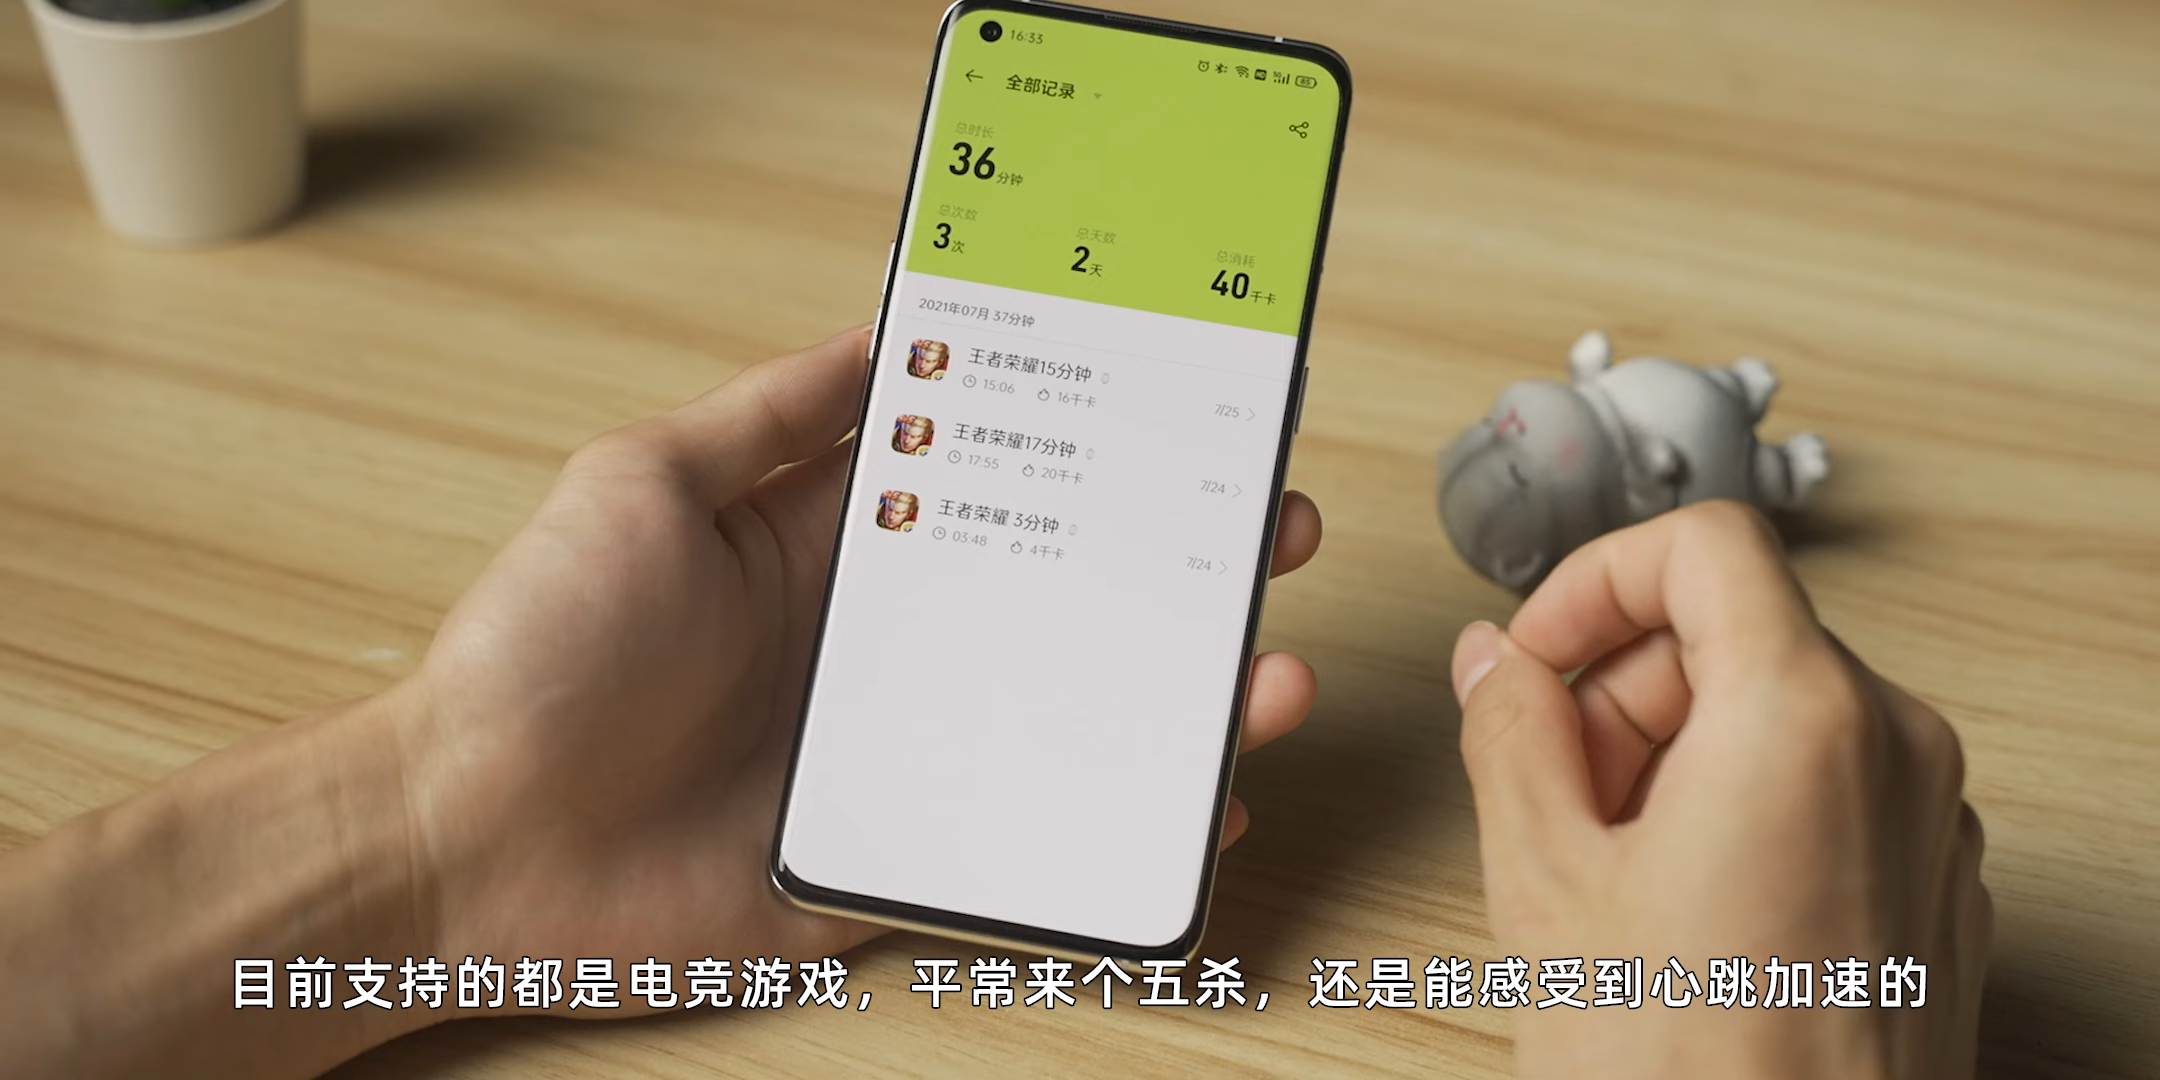 16:33
全部记录
总时长
36分钟
总次数
3次
总天数
2天
总消耗
40千卡
2021年07月 37分钟
王者荣耀15分钟
15:06 16千卡
7/25
王者荣耀17分钟
17:55 20千卡
7/24
王者荣耀 3分钟
03:48 4千卡
7/24
目前支持的都是电竞游戏，平常来个五杀，还是能感受到心跳加速的